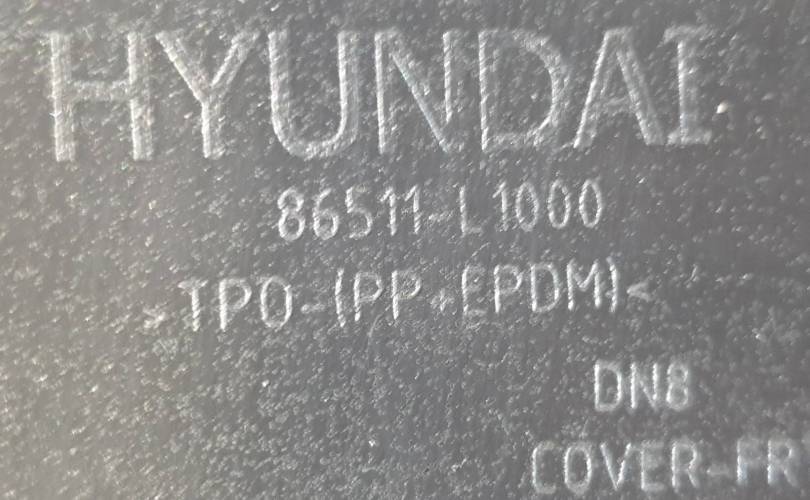 HYUNDAI
86511-L1000
>TPO-(PP+EPDM)<
DN8
COVER-FR